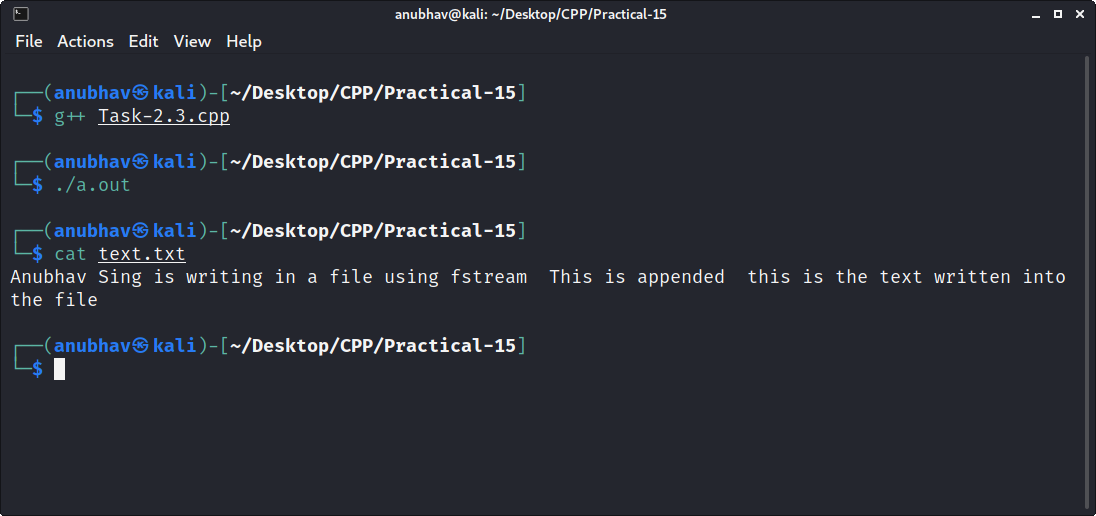 anubhav@kali: ~/Desktop/CPP/Practical-15
File Actions Edit View Help
┌──(anubhav㉿kali)-[~/Desktop/CPP/Practical-15]
└─$ g++ Task-2.3.cpp
┌──(anubhav㉿kali)-[~/Desktop/CPP/Practical-15]
└─$ ./a.out
┌──(anubhav㉿kali)-[~/Desktop/CPP/Practical-15]
└─$ cat text.txt
Anubhav Sing is writing in a file using fstream  This is appended  this is the text written into
the file
┌──(anubhav㉿kali)-[~/Desktop/CPP/Practical-15]
└─$